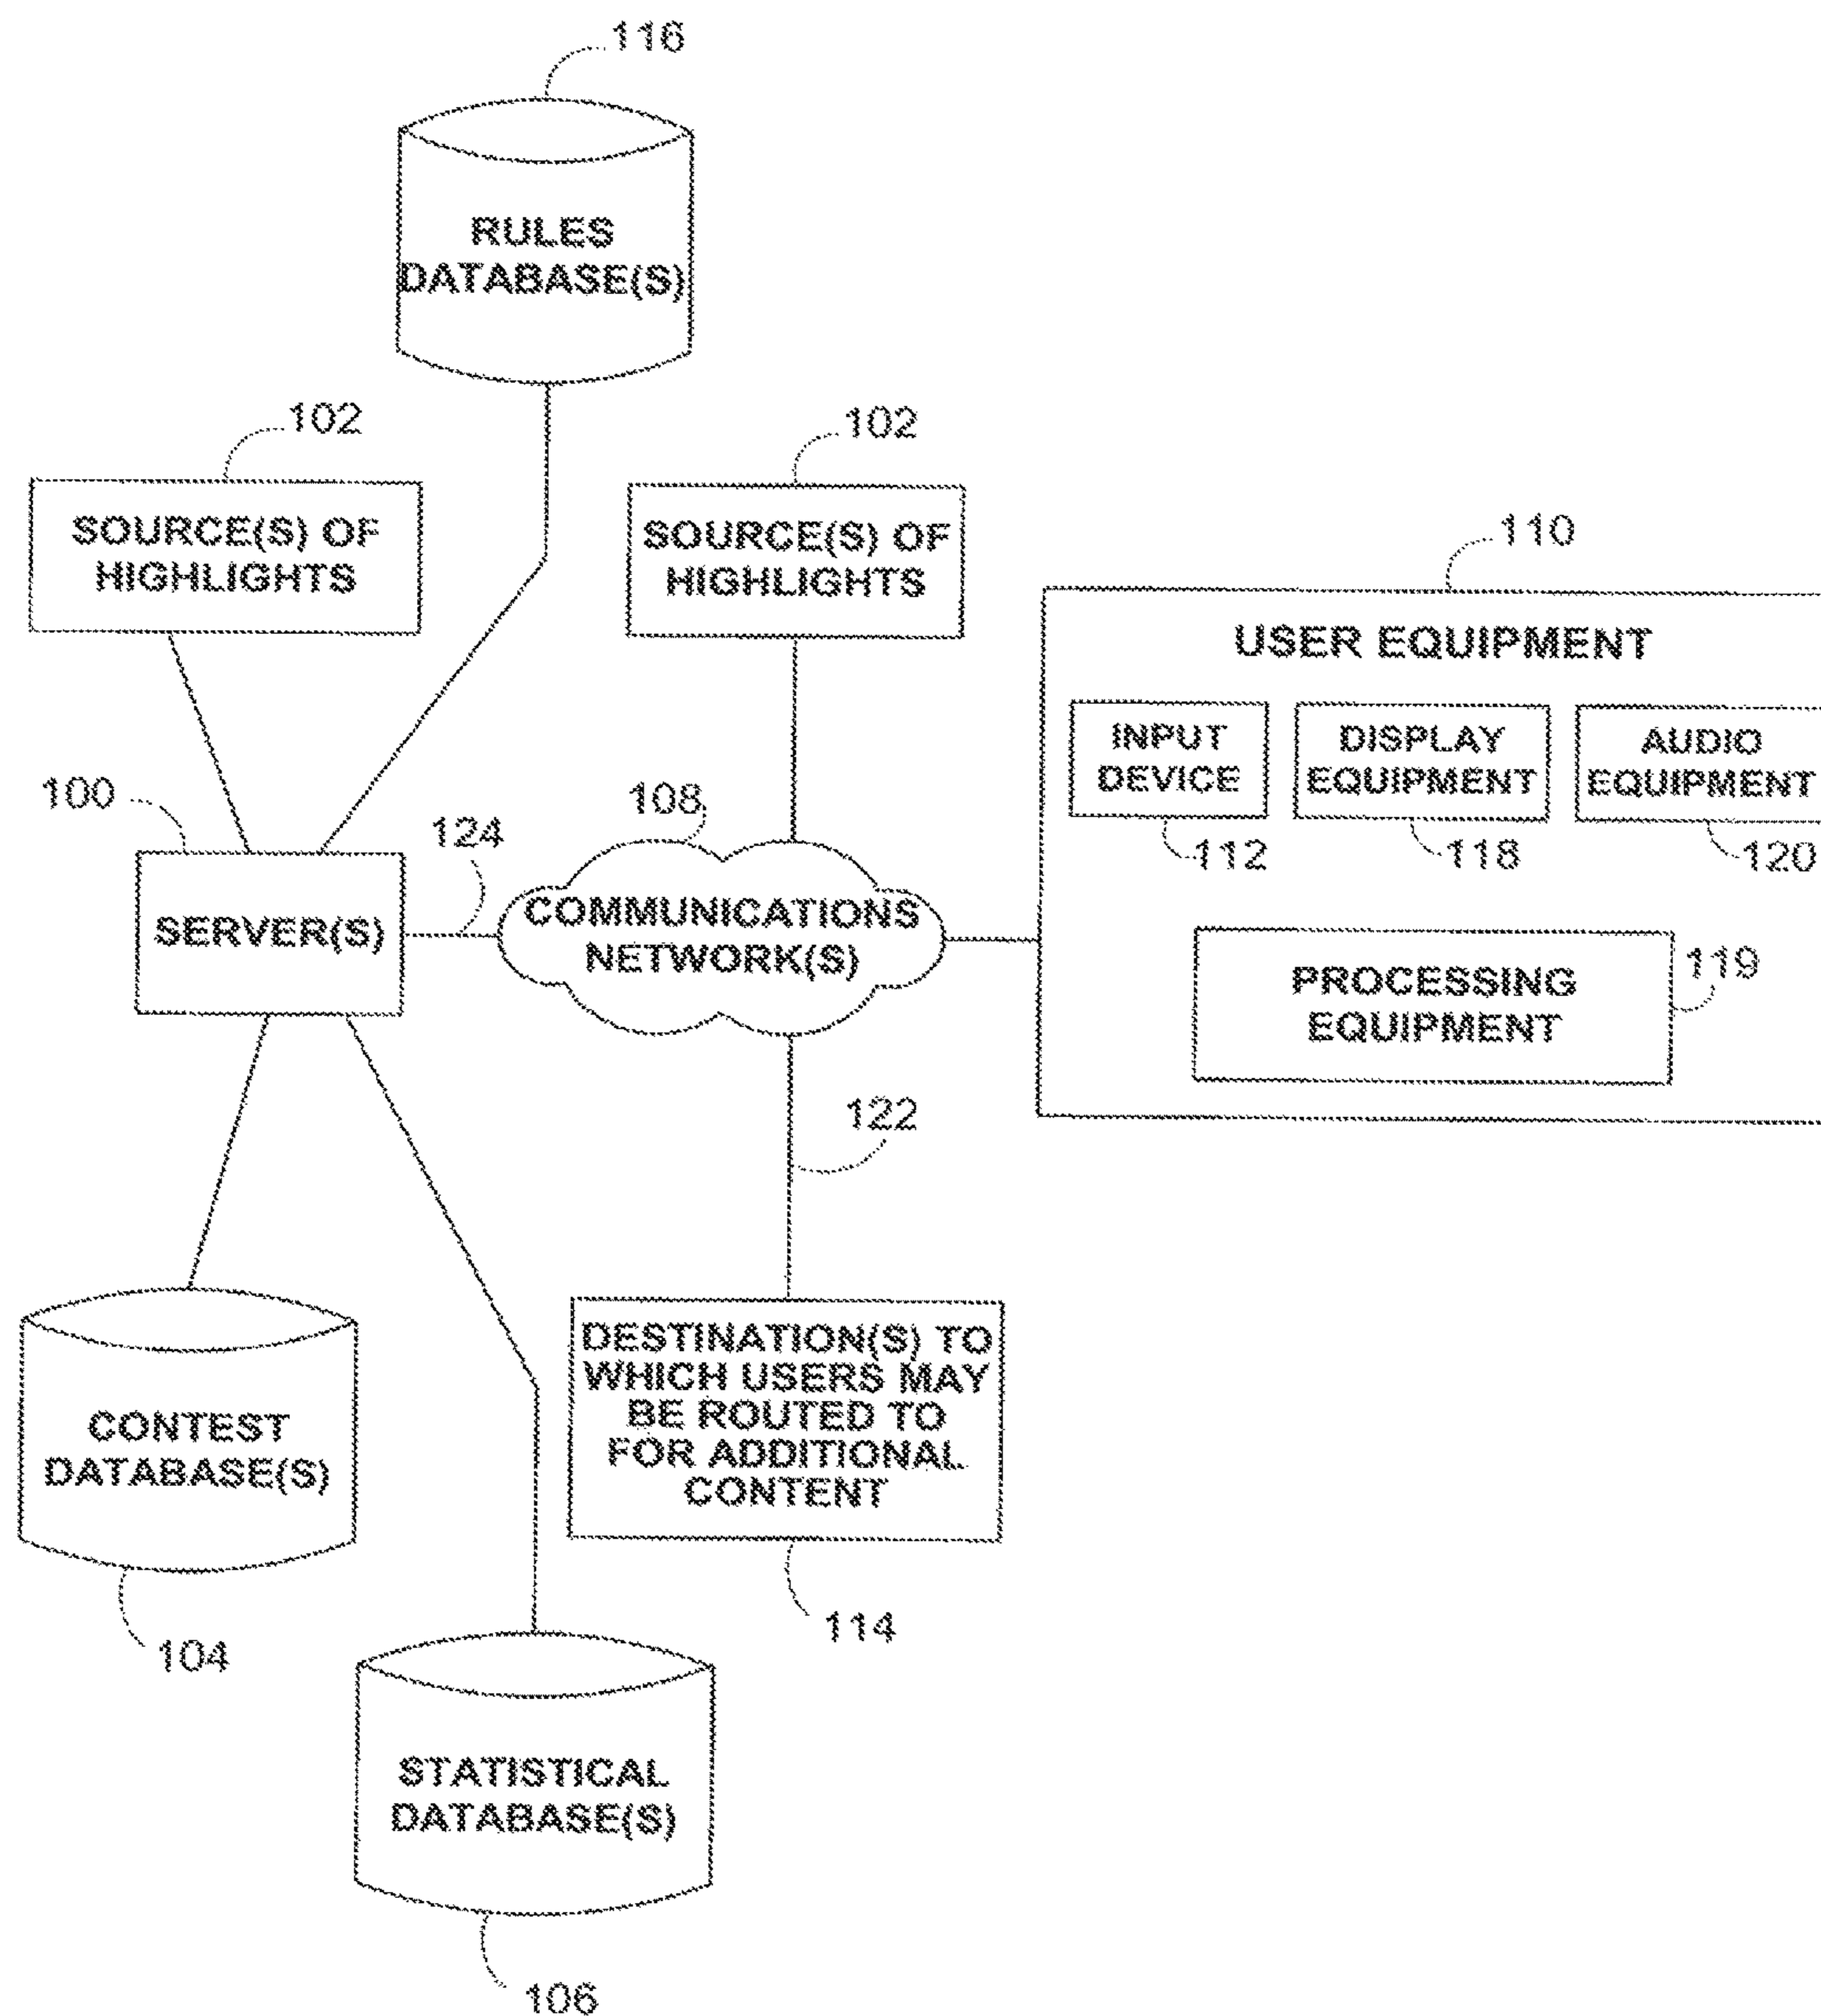 116
RULES
DATABASE(S)
102
SOURCE(S) OF
HIGHLIGHTS
102
SOURCE(S) OF
HIGHLIGHTS
110
USER EQUIPMENT
INPUT
DEVICE
112
DISPLAY
EQUIPMENT
118
AUDIO
EQUIPMENT
120
PROCESSING
EQUIPMENT
119
100
SERVER(S)
124
108
COMMUNICATIONS
NETWORK(S)
122
CONTEST
DATABASE(S)
104
DESTINATION(S) TO
WHICH USERS MAY
BE ROUTED TO
FOR ADDITIONAL
CONTENT
114
STATISTICAL
DATABASE(S)
106